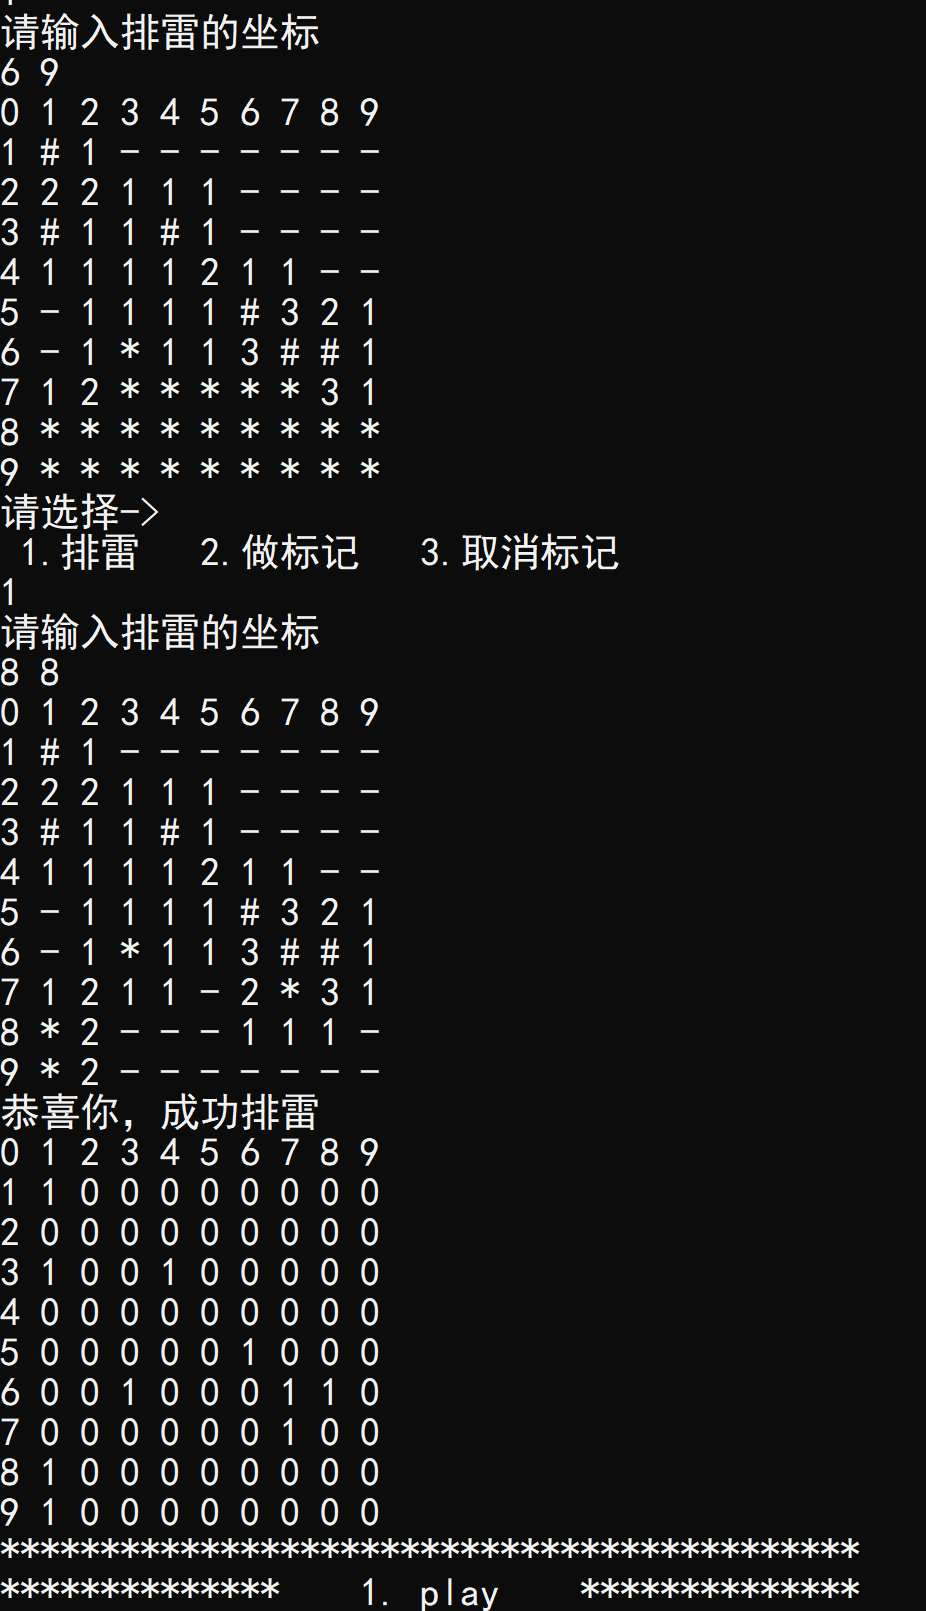 请输入排雷的坐标
6 9
0 1 2 3 4 5 6 7 8 9
1 # 1 - - - - - - -
2 2 2 1 1 1 - - - -
3 # 1 1 # 1 - - - -
4 1 1 1 1 2 1 1 - -
5 - 1 1 1 1 # 3 2 1
6 - 1 * 1 1 3 # # 1
7 1 2 * * * * * 3 1
8 * * * * * * * * *
9 * * * * * * * * *
请选择->
 1.排雷   2.做标记   3.取消标记
1
请输入排雷的坐标
8 8
0 1 2 3 4 5 6 7 8 9
1 # 1 - - - - - - -
2 2 2 1 1 1 - - - -
3 # 1 1 # 1 - - - -
4 1 1 1 1 2 1 1 - -
5 - 1 1 1 1 # 3 2 1
6 - 1 * 1 1 3 # # 1
7 1 2 1 1 - 2 * 3 1
8 * 2 - - - 1 1 1 -
9 * 2 - - - - - - -
恭喜你，成功排雷
0 1 2 3 4 5 6 7 8 9
1 1 0 0 0 0 0 0 0 0
2 0 0 0 0 0 0 0 0 0
3 1 0 0 1 0 0 0 0 0
4 0 0 0 0 0 0 0 0 0
5 0 0 0 0 0 1 0 0 0
6 0 0 1 0 0 0 1 1 0
7 0 0 0 0 0 0 1 0 0
8 1 0 0 0 0 0 0 0 0
9 1 0 0 0 0 0 0 0 0
*******************************************
**************    1. play    **************